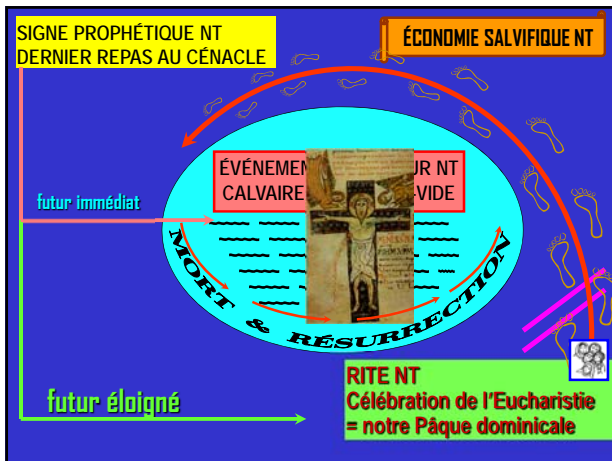 SIGNE PROPHÉTIQUE NT
DERNIER REPAS AU CÉNACLE
ÉCONOMIE SALVIFIQUE NT
ÉVÉNEMEN UR NT
CALVAIRE VIDE
futur immédiat
MORT & RÉSURRECTION
futur éloigné
RITE NT
Célébration de l'Eucharistie
= notre Pâque dominicale